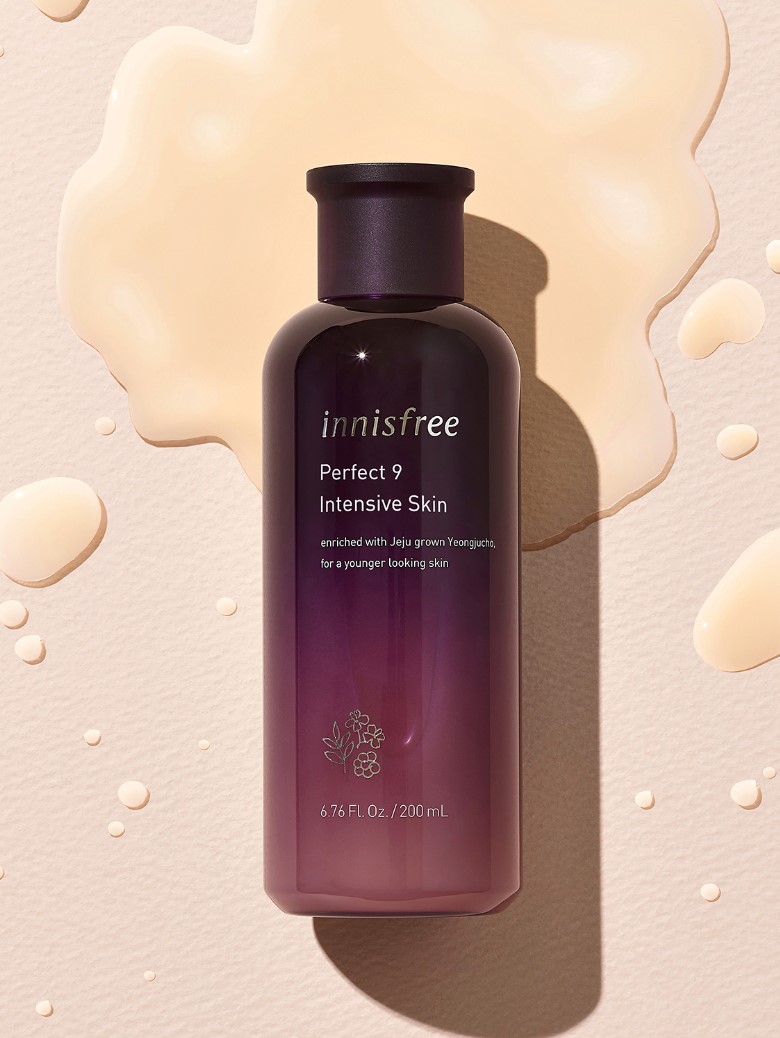 innisfree
Perfect 9
Intensive Skin
enriched with Jeju grown Yeongjucho,
for a younger looking skin
6.76 Fl. Oz. / 200 mL